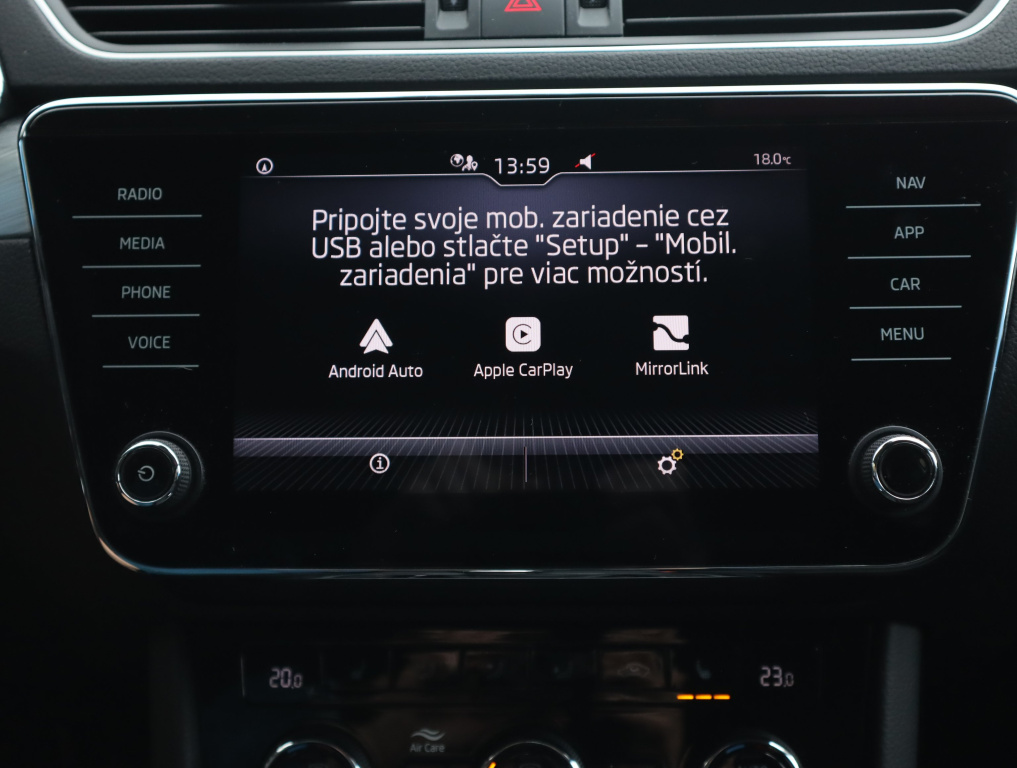 13:59
18.0°C
RADIO
MEDIA
PHONE
VOICE
Pripojte svoje mob. zariadenie cez
USB alebo stlačte "Setup" – "Mobil.
zariadenia" pre viac možností.
Android Auto
Apple CarPlay
MirrorLink
NAV
APP
CAR
MENU
20.0
23.0
Air Care